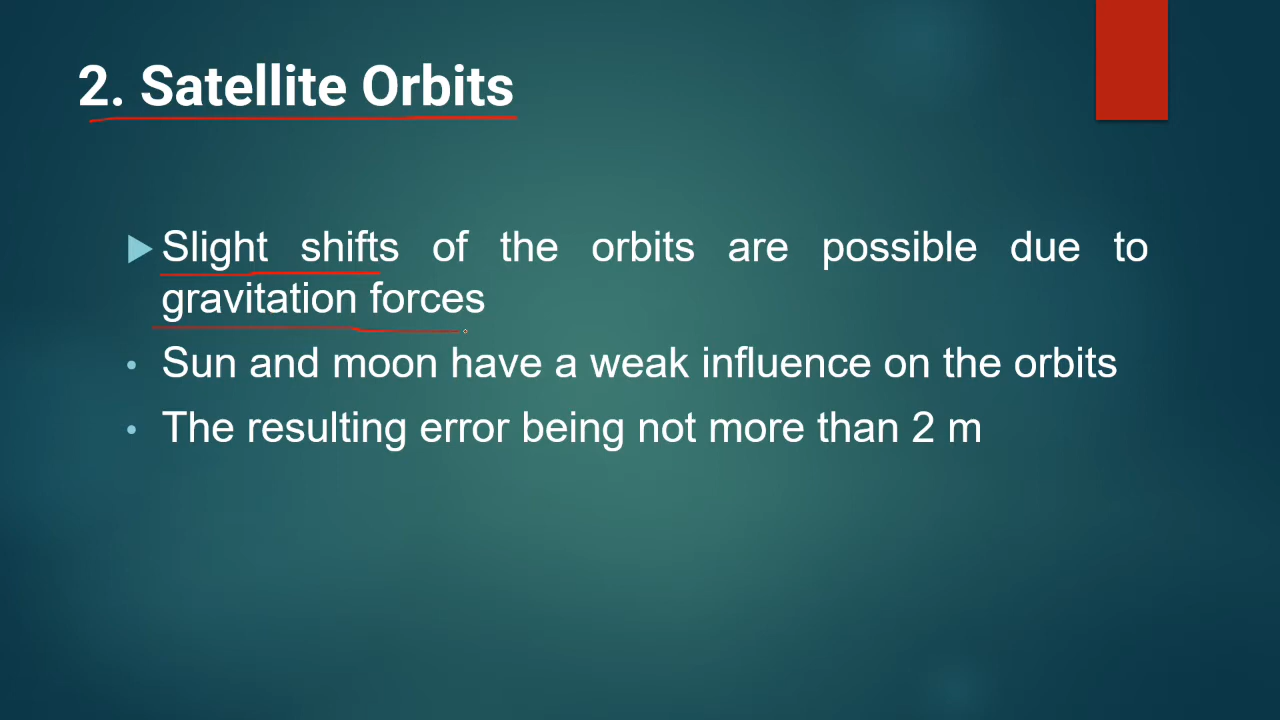 2. Satellite Orbits
Slight shifts of the orbits are possible due to
gravitation forces
Sun and moon have a weak influence on the orbits
The resulting error being not more than 2 m